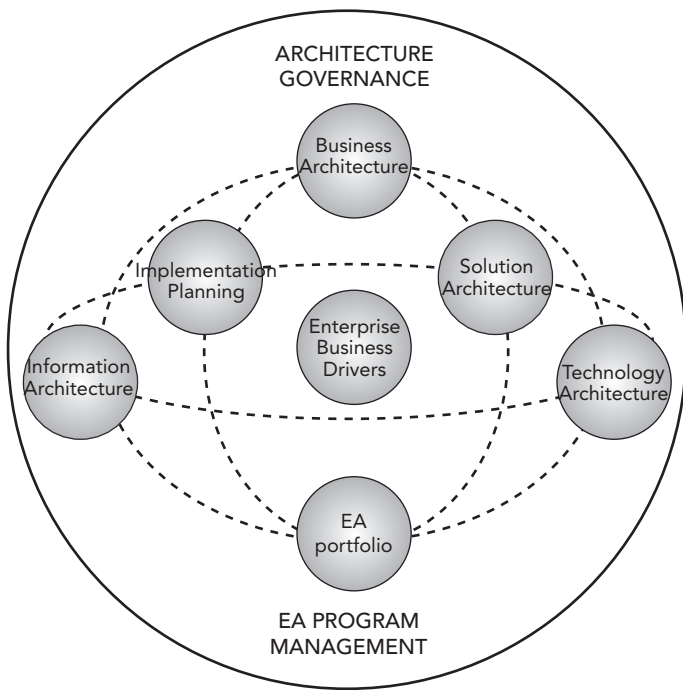 ARCHITECTURE
GOVERNANCE
Business
Architecture
Implementation
Planning
Solution
Architecture
Enterprise
Business
Drivers
Information
Architecture
Technology
Architecture
EA
portfolio
EA PROGRAM
MANAGEMENT